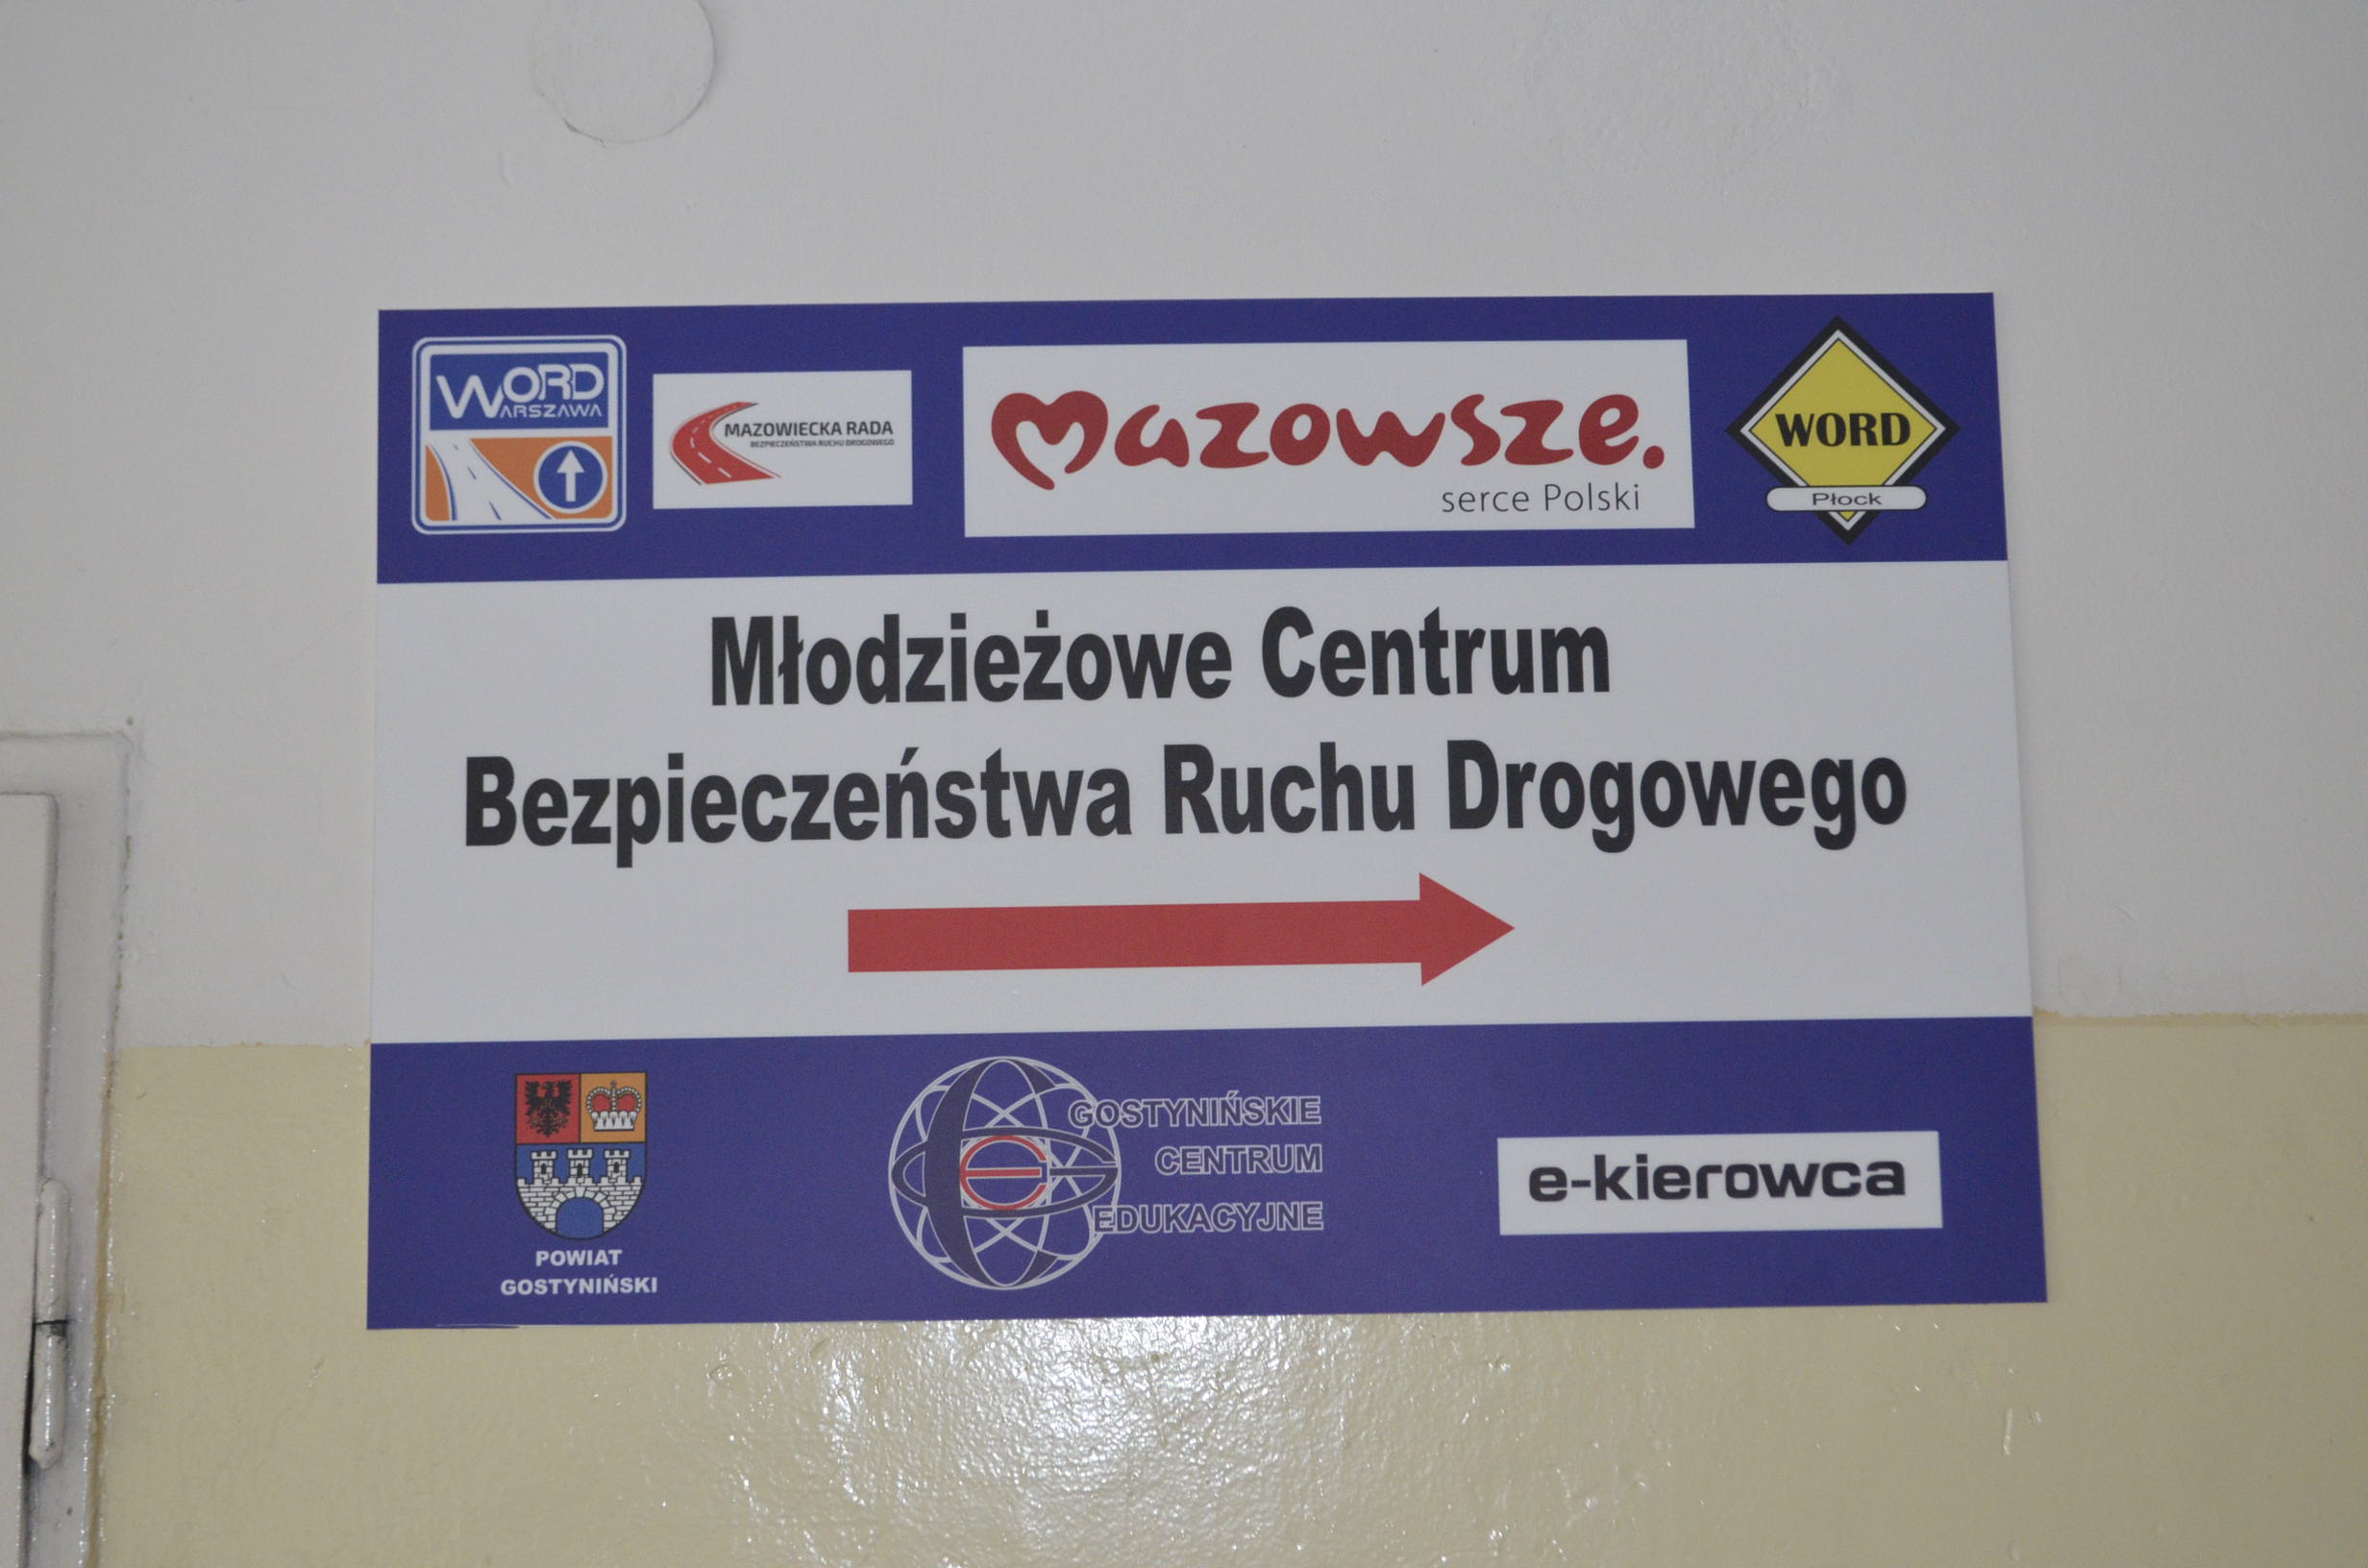 WORD
WARSZAWA
MAZOWIECKA RADA
BEZPIECZEŃSTWA RUCHU DROGOWEGO
Mazowsze.
serce Polski
WORD
Płock
Młodzieżowe Centrum
Bezpieczeństwa Ruchu Drogowego
POWIAT
GOSTYNIŃSKI
GOSTYNIŃSKIE
CENTRUM
EDUKACYJNE
e-kierowca